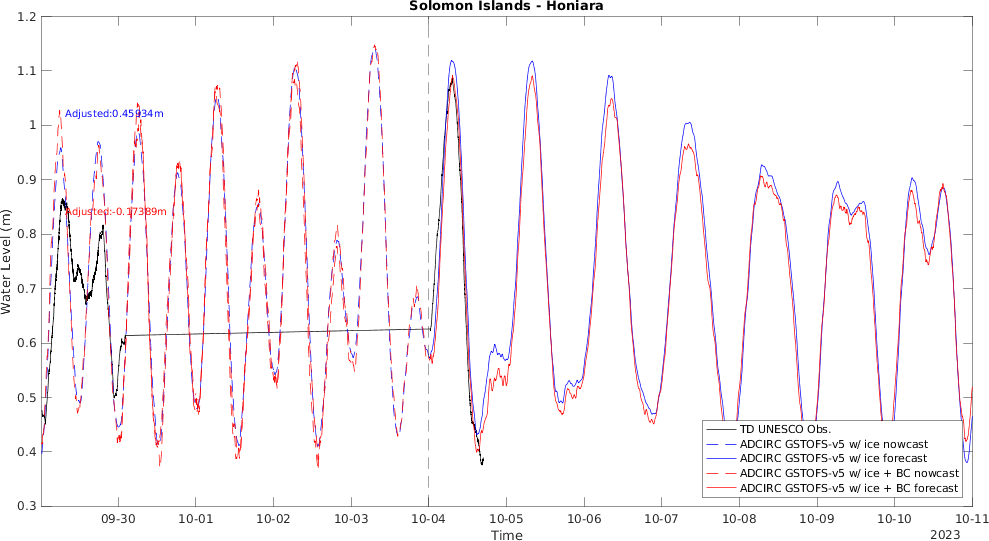 Solomon Islands - Honiara
1.2
1.1
1
0.9
0.8
0.7
0.6
0.5
0.4
0.3
Water Level (m)
Adjusted:0.45934m
Adjusted:-0.17389m
TD UNESCO Obs.
ADCIRC GSTOFS-v5 w/ ice nowcast
ADCIRC GSTOFS-v5 w/ ice forecast
ADCIRC GSTOFS-v5 w/ ice + BC nowcast
ADCIRC GSTOFS-v5 w/ ice + BC forecast
09-30 10-01 10-02 10-03 10-04 10-05 10-06 10-07 10-08 10-09 10-10 10-11
Time
2023